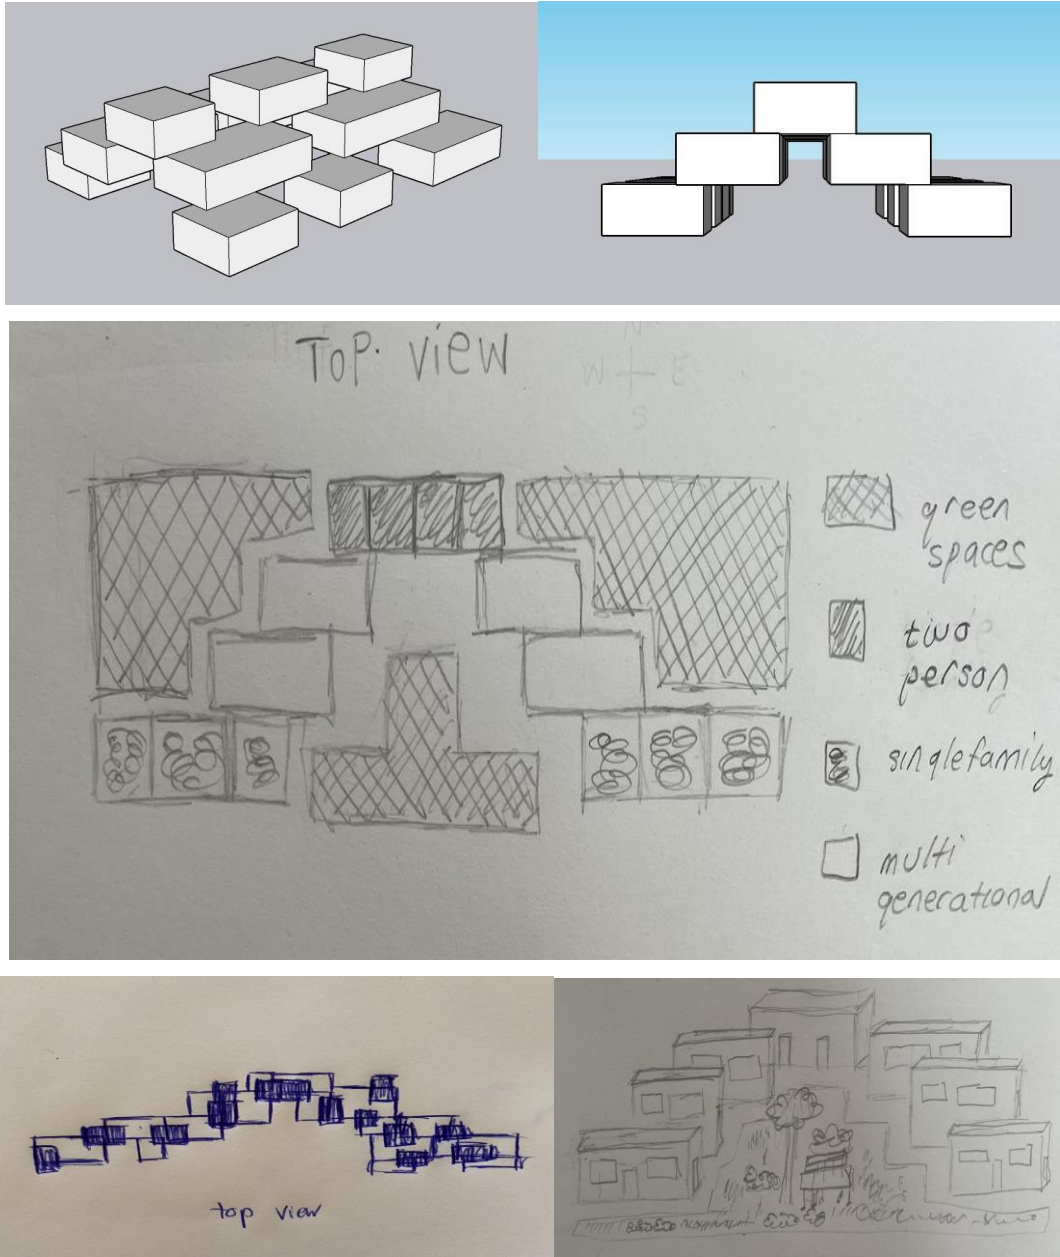 Top view
N
W E
S
green
spaces
two
person
singlefamily
multi
generational
top view